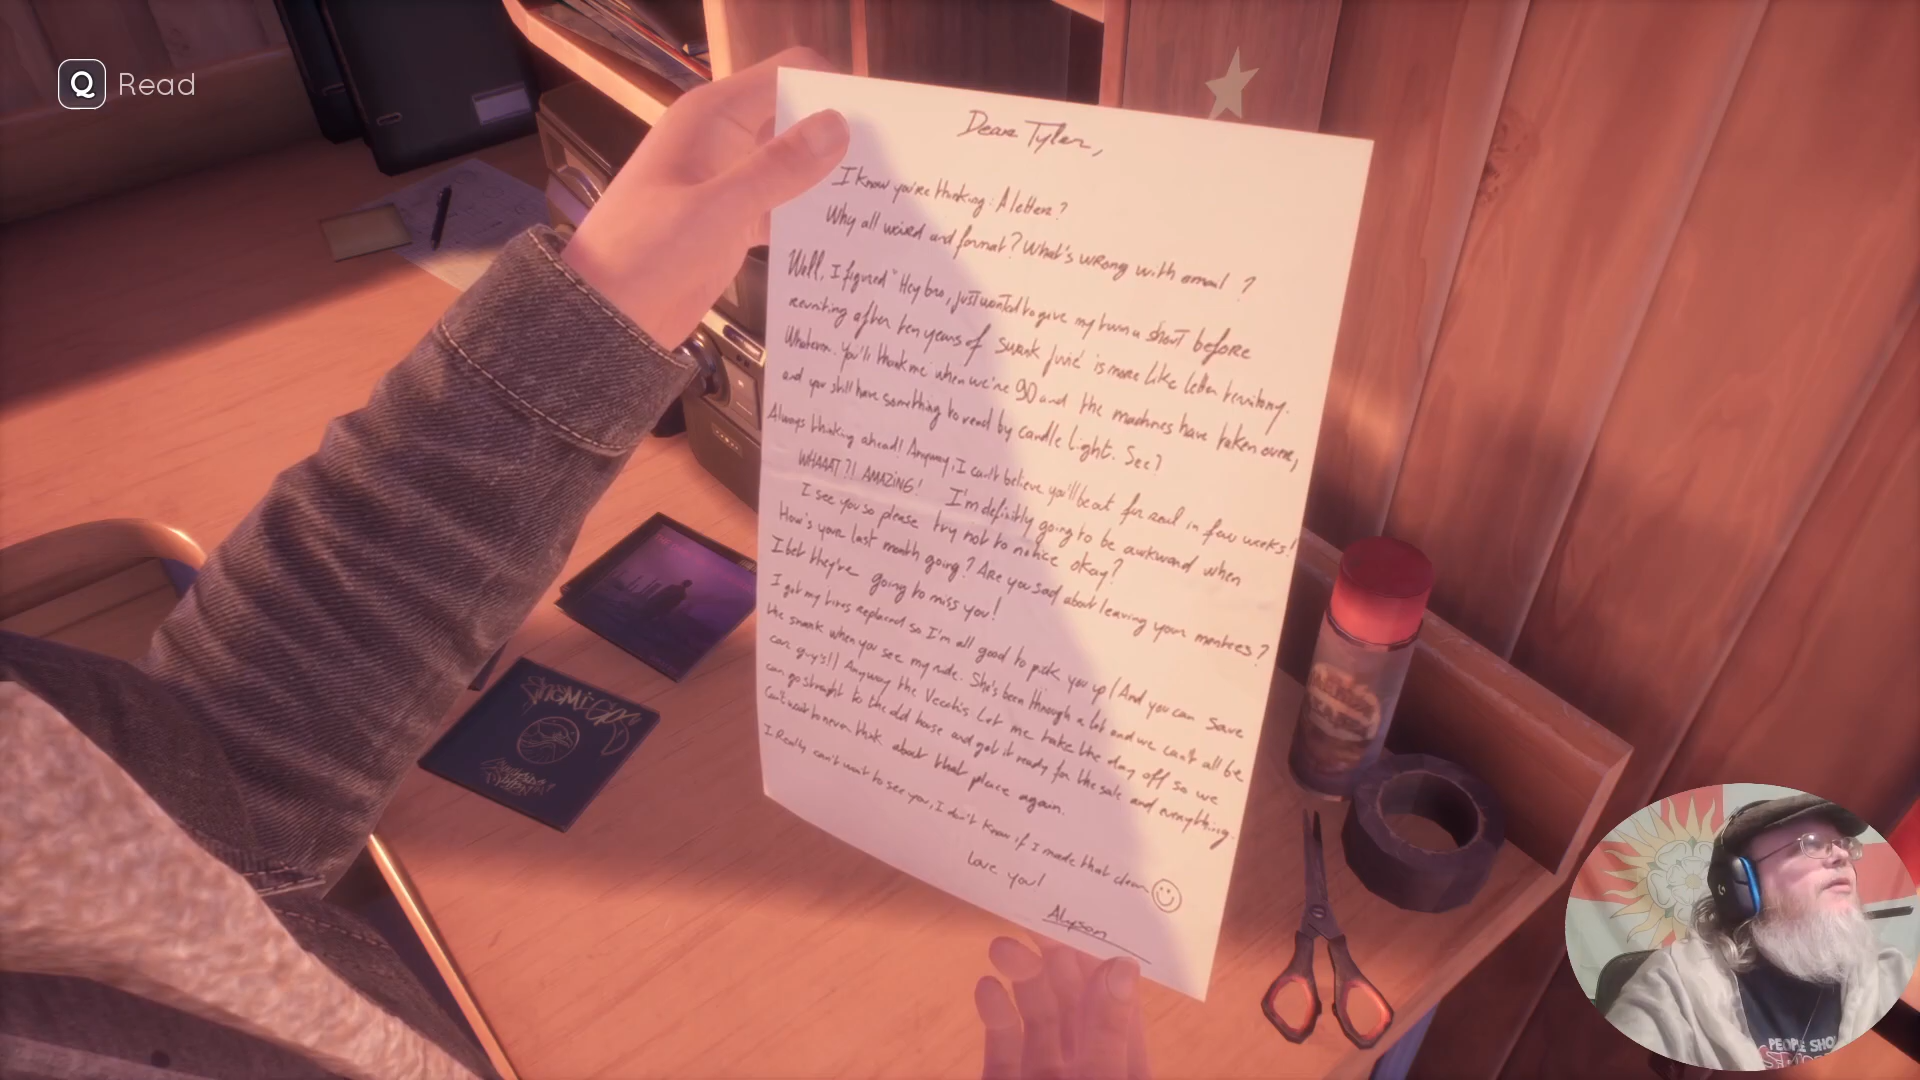 Q Read
Dear Tyler,
I know you're thinking: A letter?
Why all weird and format? What's wrong with email?
Well, I figured "Hey bro, just wanted to give my twin a shout before
reuniting after ten years of swank juvie' is more like letter territory.
Whatever. You'll thank me when we're 90 and the machines have taken over,
and you still have something to read by candle light. See?
Always thinking ahead! Anyway, I can't believe you'll be out for real in few weeks!
WHAAAT?! AMAZING! I'm definitly going to be awkward when
I see you so please try not to notice okay?
How's your last month going? Are you sad about leaving your mentees?
I bet they're going to miss you!
I got my tires replaced so I'm all good to pick you up! And you can save
the snark when you see my ride. She's been through a lot and we can't all be
car guys!) Anyway the Vecchis let me take the day off so we
can go straight to the old house and get it ready for the sale and everything.
Can't wait to never think about that place again.
I Really can't wait to see you, I don't know if I made that clear
Love you!
Alyson
PEOPLE SHO